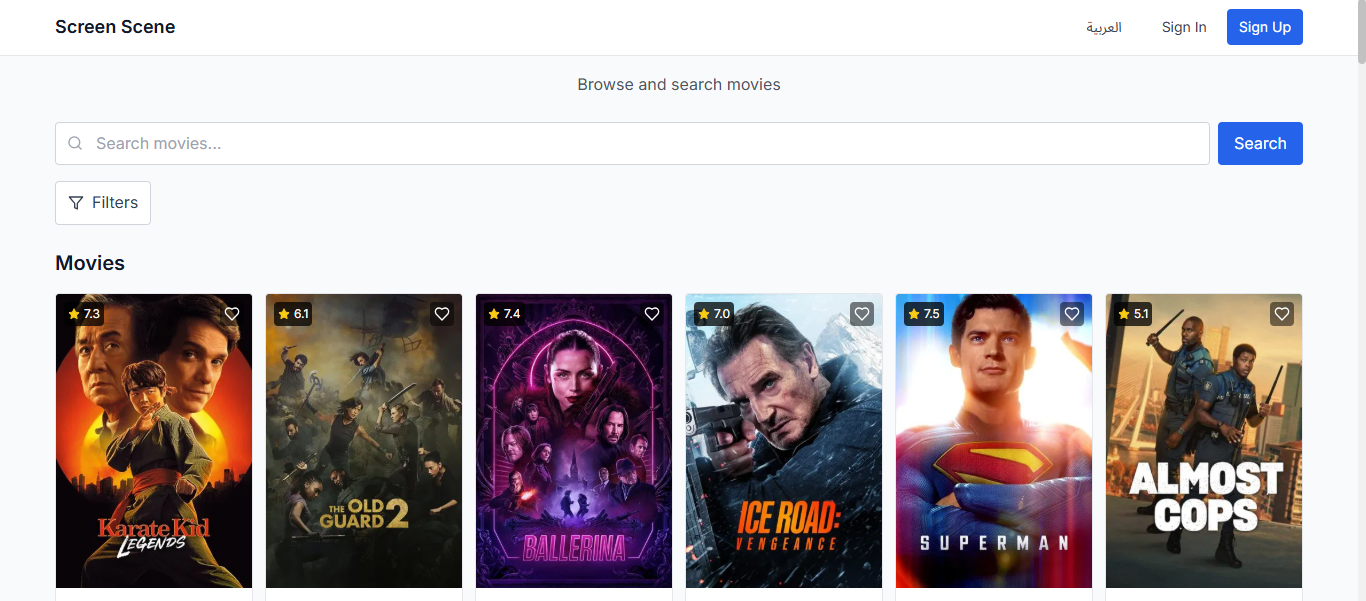 Screen Scene
العربية
Sign In
Sign Up
Browse and search movies
Search movies...
Search
Filters
Movies
7.3
6.1
7.4
7.0
7.5
5.1
Karate Kid
LEGENDS
THE OLD
GUARD 2
BALLERINA
ICE ROAD:
VENGEANCE
SUPERMAN
ALMOST
COPS